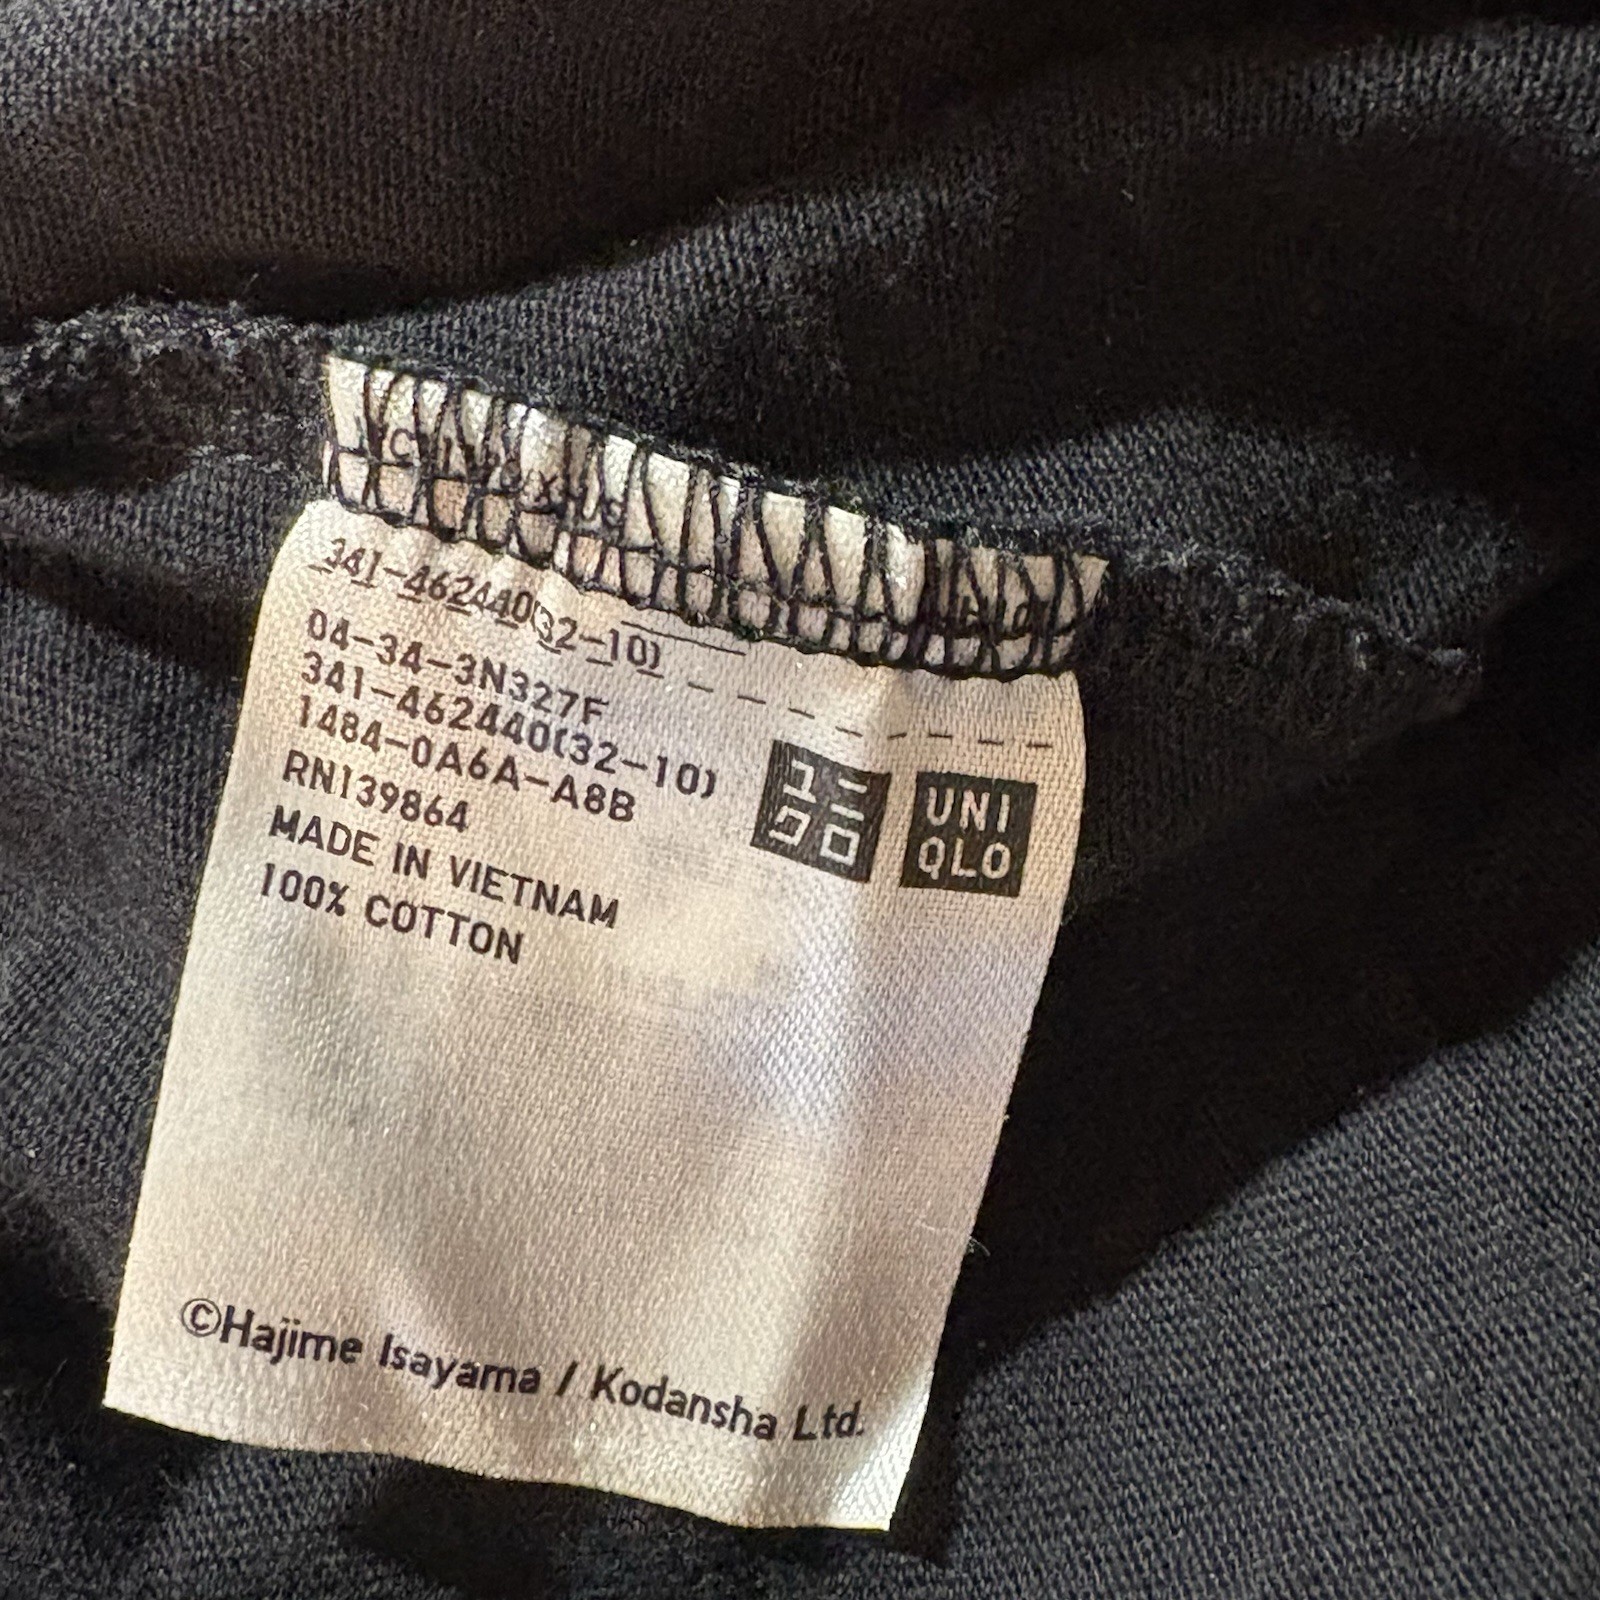 341-462440(32-10)
04-34-3N327F
341-462440(32-10)
1484-0A6A-A8B
RN139864
MADE IN VIETNAM
100% COTTON
ユニ
クロ
UNI
QLO
©Hajime Isayama / Kodansha Ltd.